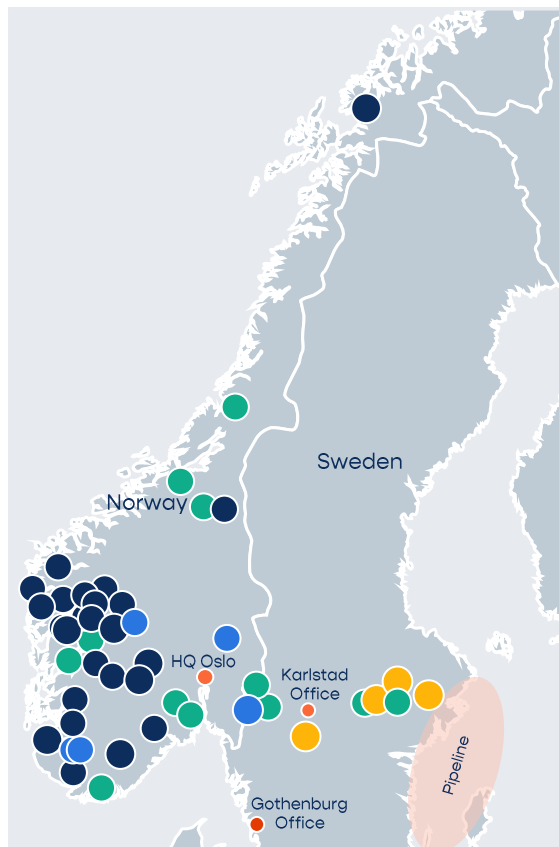 Sweden
Norway
HQ Oslo
Karlstad
Office
Pipeline
Gothenburg
Office